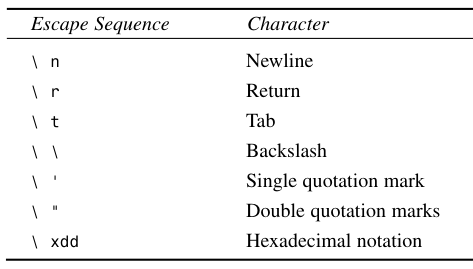 Escape Sequence Character
\ n Newline
\ r Return
\ t Tab
\ \ Backslash
\ ' Single quotation mark
\ " Double quotation marks
\ xdd Hexadecimal notation